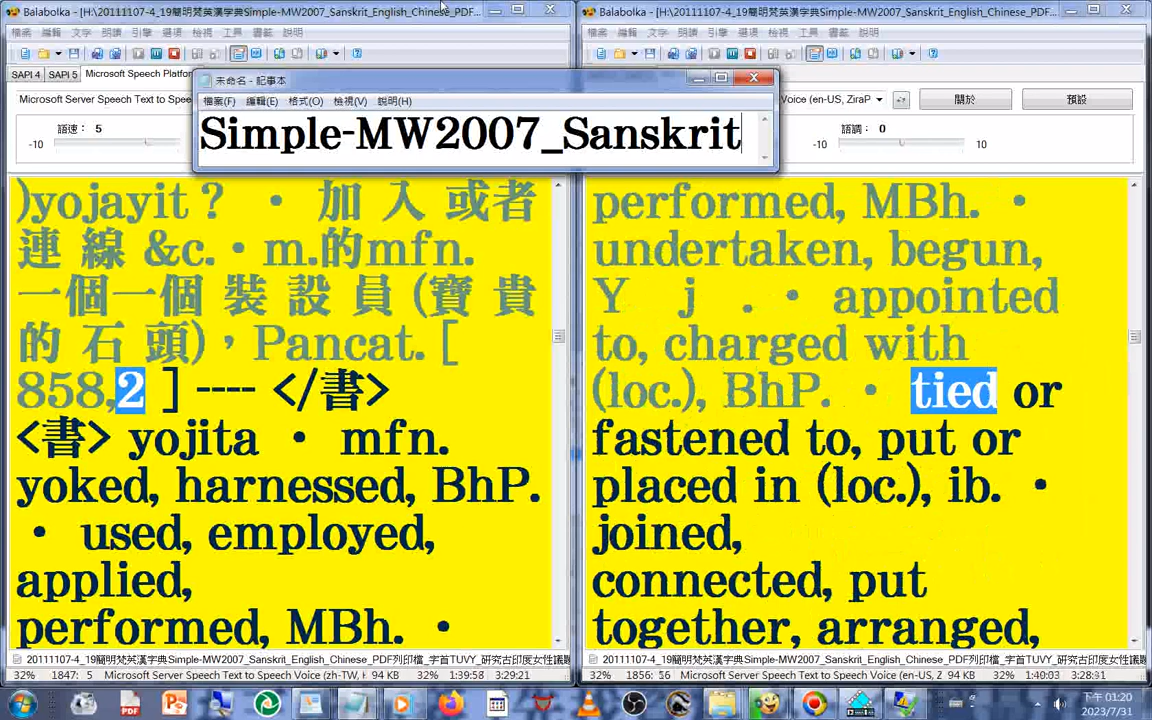 Balabolka - [H:\20111107-4_19簡明梵英漢字典Simple-MW2007_Sanskrit_English_Chinese_PDF...
檔案 編輯 文字 朗讀 引擎 選項 檢視 工具 書籤 說明
SAPI 4 SAPI 5 Microsoft Speech Platfo
Microsoft Server Speech Text to Spee
語速： 5
-10
Balabolka - [H:\20111107-4_19簡明梵英漢字典Simple-MW2007_Sanskrit_English_Chinese_PDF...
檔案 編輯 文字 朗讀 引擎 選項 檢視 工具 書籤 說明
Voice (en-US, ZiraP
關於
預設
語調： 0
-10 10
未命名 - 記事本
檔案(F) 編輯(E) 格式(O) 檢視(V) 說明(H)
Simple-MW2007_Sanskrit
)yojayit？ • 加 入 或者
連 線 &c.• m.的mfn.
一個一個 裝 設 員 (寶 貴
的 石 頭)，Pancat. [
858,2 ] ---- </書>
<書> yojita • mfn.
yoked, harnessed, BhP.
• used, employed,
applied,
performed, MBh. •
performed, MBh. •
undertaken, begun,
Y j . • appointed
to, charged with
(loc.), BhP. • tied or
fastened to, put or
placed in (loc.), ib. •
joined,
connected, put
together, arranged,
20111107-4_19簡明梵英漢字典Simple-MW2007_Sanskrit_English_Chinese_PDF列印檔_字首TUVY_研究古印度女性議題
32% 1847: 5 Microsoft Server Speech Text to Speech Voice (zh-TW, H 94 KB 1:39:58 3:29:21
20111107-4_19簡明梵英漢字典Simple-MW2007_Sanskrit_English_Chinese_PDF列印檔_字首TUVY_研究古印度女性議題
32% 1856: 56 Microsoft Server Speech Text to Speech Voice (en-US, Z 94 KB
下午 01:20
2023/7/31